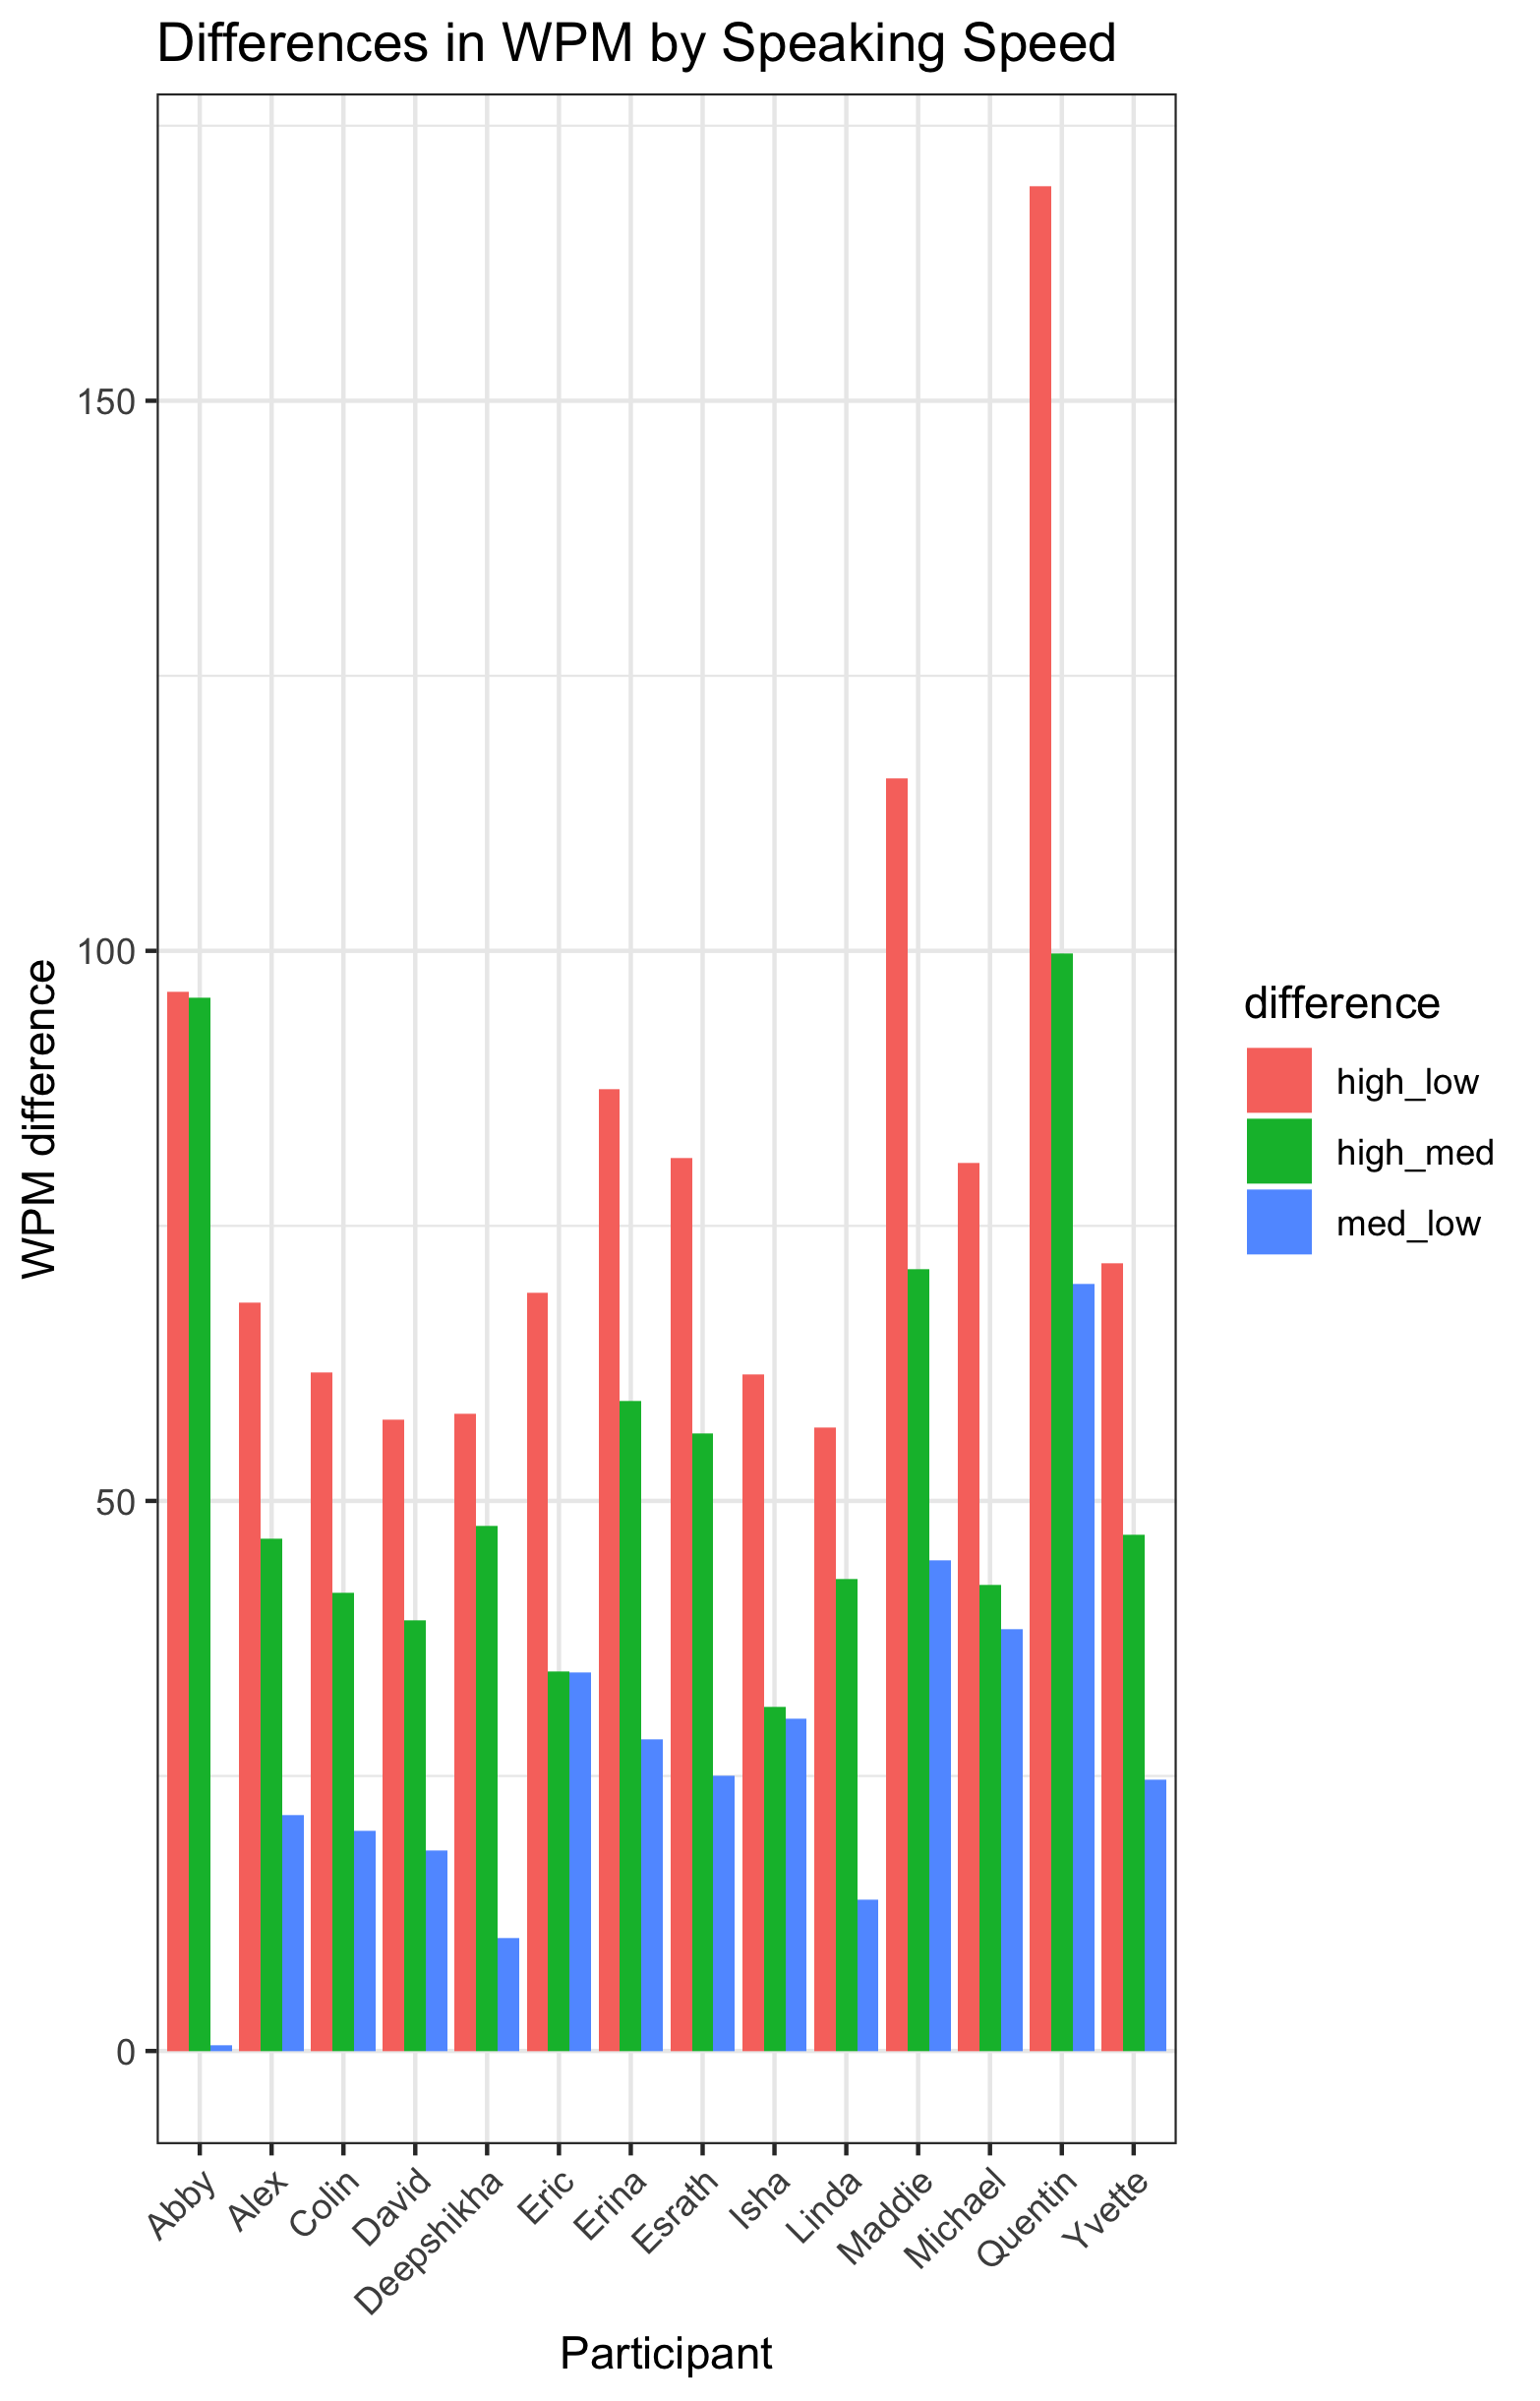 Differences in WPM by Speaking Speed
WPM difference
150
100
50
0
Abby
Alex
Colin
David
Deepshikha
Eric
Erina
Esrath
Isha
Linda
Maddie
Michael
Quentin
Yvette
Participant
difference
high_low
high_med
med_low